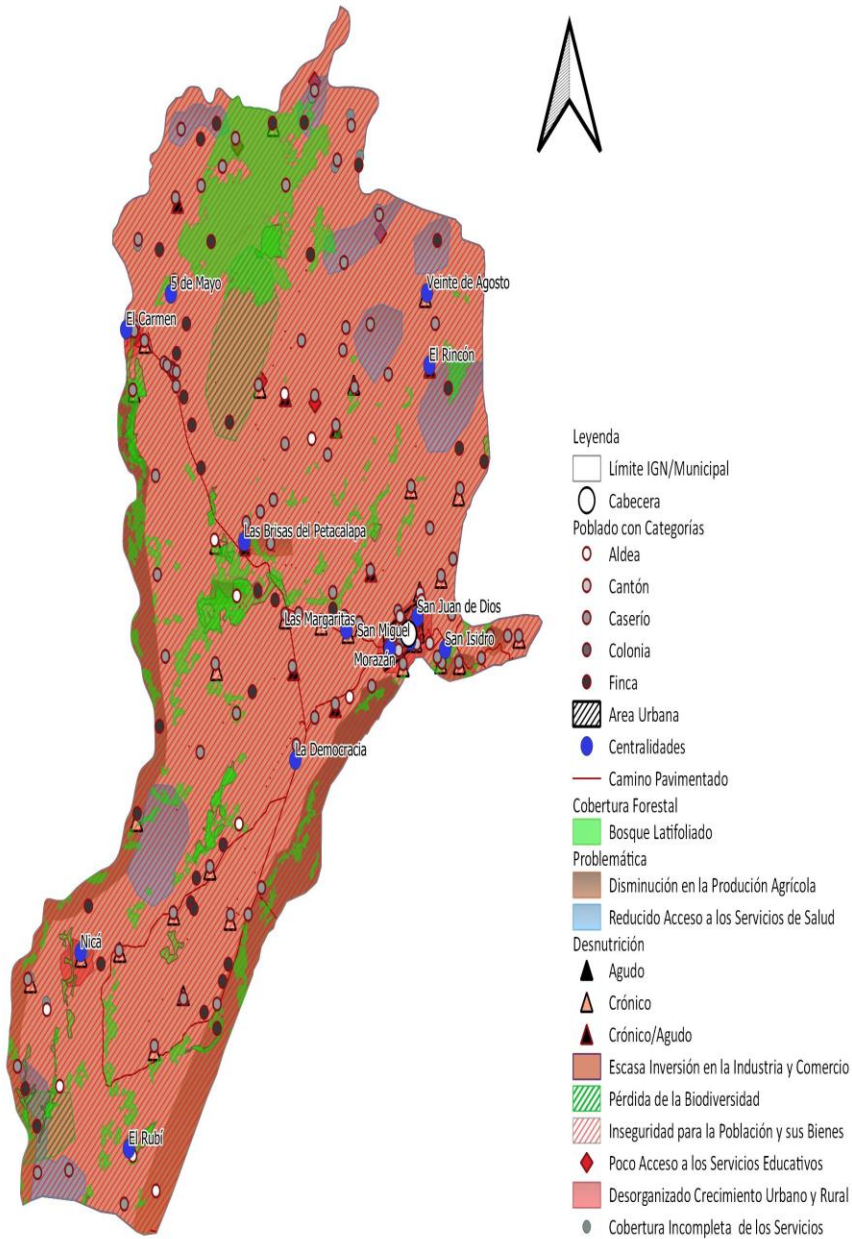 5 de Mayo
Veinte de Agosto
El Carmen
El Rincón
Las Brisas del Petacalapa
San Juan de Dios
Las Margaritas
San Miguel
San Isidro
Morazán
La Democracia
Nicá
El Rubí
Leyenda
Límite IGN/Municipal
Cabecera
Poblado con Categorías
Aldea
Cantón
Caserío
Colonia
Finca
Area Urbana
Centralidades
Camino Pavimentado
Cobertura Forestal
Bosque Latifoliado
Problemática
Disminución en la Produción Agrícola
Reducido Acceso a los Servicios de Salud
Desnutrición
Agudo
Crónico
Crónico/Agudo
Escasa Inversión en la Industria y Comercio
Pérdida de la Biodiversidad
Inseguridad para la Población y sus Bienes
Poco Acceso a los Servicios Educativos
Desorganizado Crecimiento Urbano y Rural
Cobertura Incompleta de los Servicios